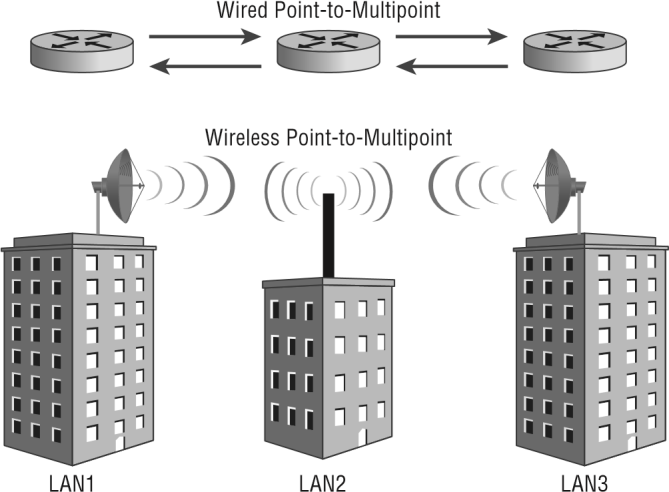 Wired Point-to-Multipoint
Wireless Point-to-Multipoint
LAN1
LAN2
LAN3